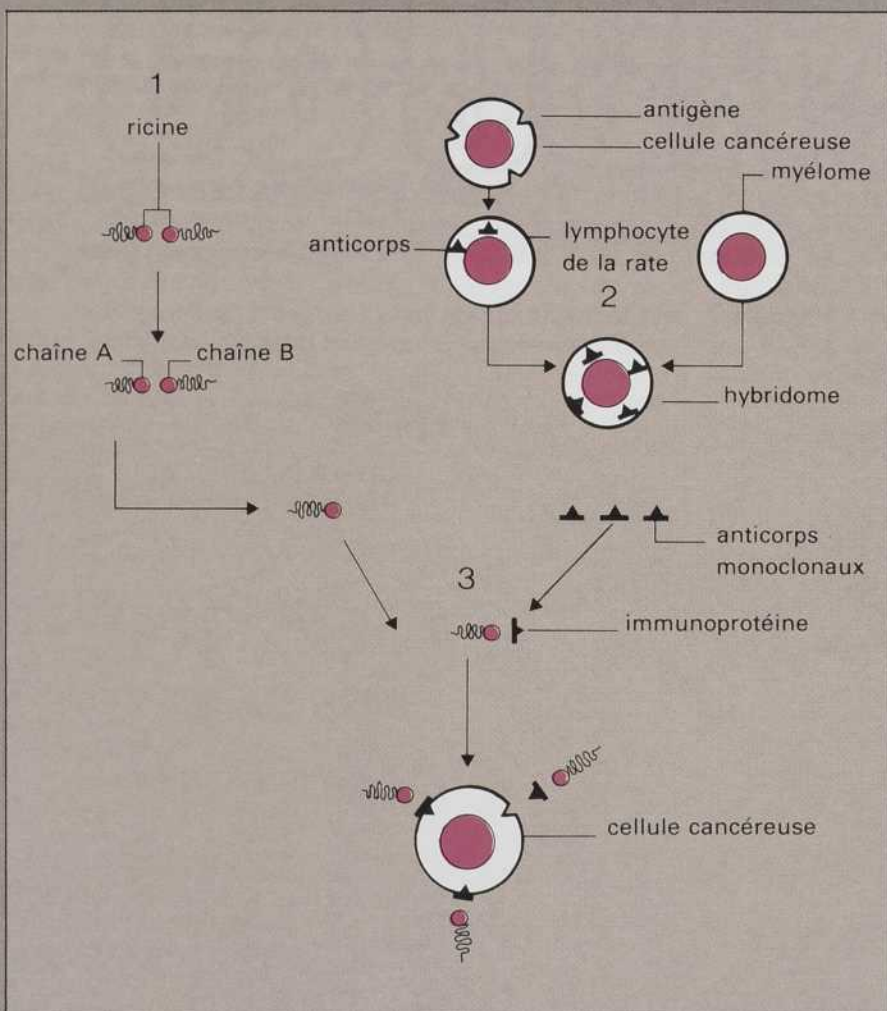 1
ricine
chaîne A
chaîne B
antigène
cellule cancéreuse
myélome
anticorps
lymphocyte
de la rate
2
hybridome
anticorps
monoclonaux
3
immunoprotéine
cellule cancéreuse